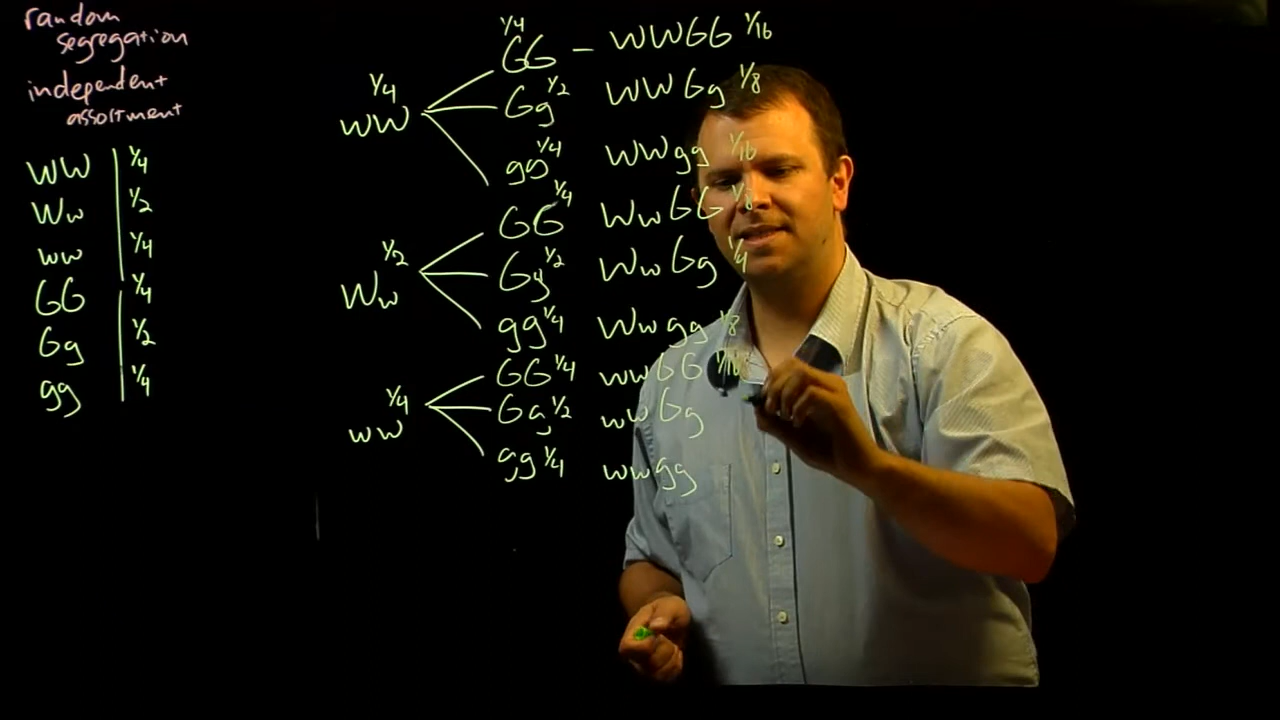 random
segregation
independent
assortment
WW 1/4
Ww 1/2
ww 1/4
GG 1/4
Gg 1/2
gg 1/4
1/4
WW
1/4
GG - WWGG 1/16
Gg 1/2 WWGg 1/8
gg 1/4 WWgg 1/16
1/2
Ww
GG 1/4 WwGG 1/8
Gg 1/2 WwGg 1/4
gg 1/4 Wwgg 1/8
1/4
ww
GG 1/4 wwGG 1/16
Gg 1/2 wwGg
gg 1/4 wwgg